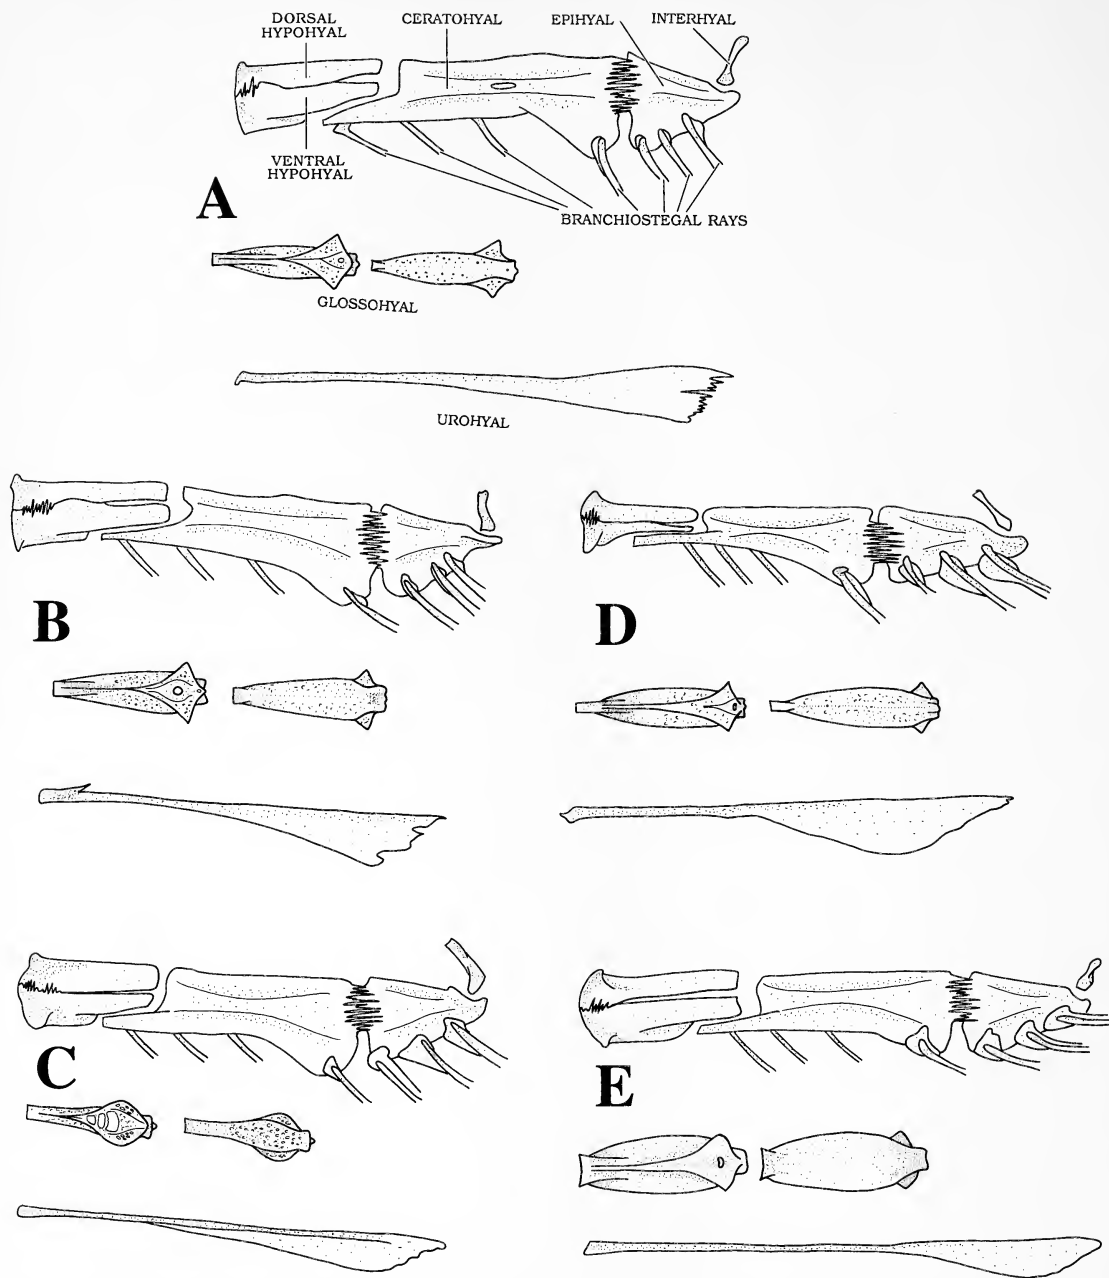 DORSAL
HYPOHYAL
CERATOHYAL
EPIHYAL
INTERHYAL
VENTRAL
HYPOHYAL
A
BRANCHIOSTEGAL RAYS
GLOSSOHYAL
UROHYAL
B
D
C
E